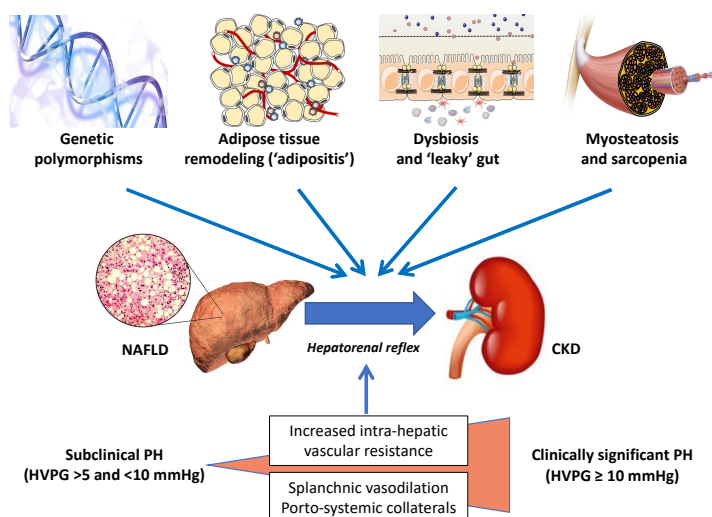 Genetic
polymorphisms
Adipose tissue
remodeling (‘adipositis’)
Dysbiosis
and ‘leaky’ gut
Myosteatosis
and sarcopenia
NAFLD
Hepatorenal reflex
CKD
Subclinical PH
(HVPG >5 and <10 mmHg)
Increased intra-hepatic
vascular resistance
Splanchnic vasodilation
Porto-systemic collaterals
Clinically significant PH
(HVPG ≥ 10 mmHg)